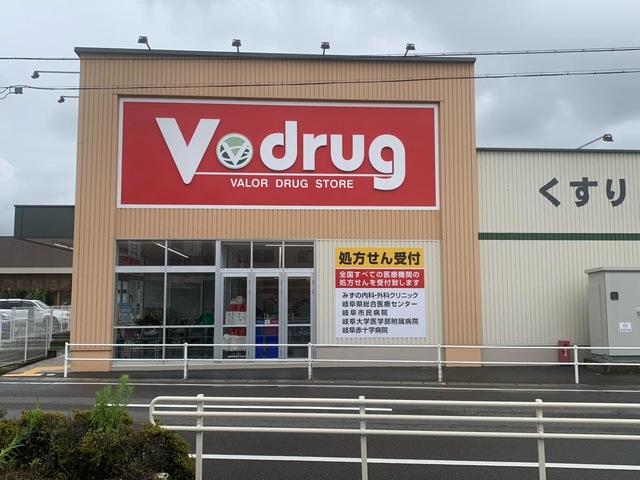 V drug
VALOR DRUG STORE
くすり
処方せん受付
全国すべての医療機関の
処方せんを受付致します
みずの内科・外科クリニック
岐阜県総合医療センター
岐阜市民病院
岐阜大学医学部附属病院
岐阜赤十字病院